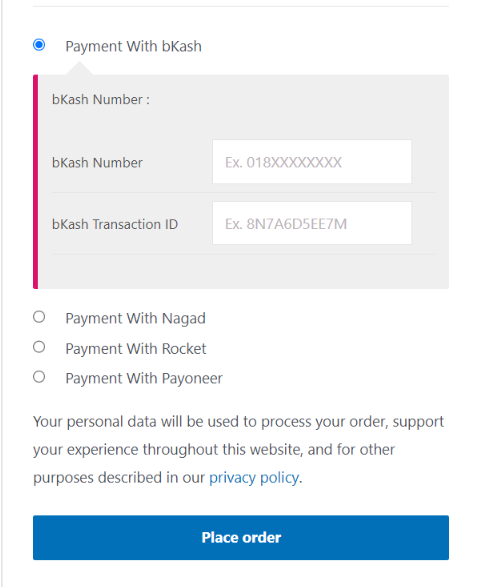 Payment With bKash
bKash Number :
bKash Number
Ex. 018XXXXXXXX
bKash Transaction ID
Ex. 8N7A6D5EE7M
Payment With Nagad
Payment With Rocket
Payment With Payoneer
Your personal data will be used to process your order, support
your experience throughout this website, and for other
purposes described in our privacy policy.
Place order